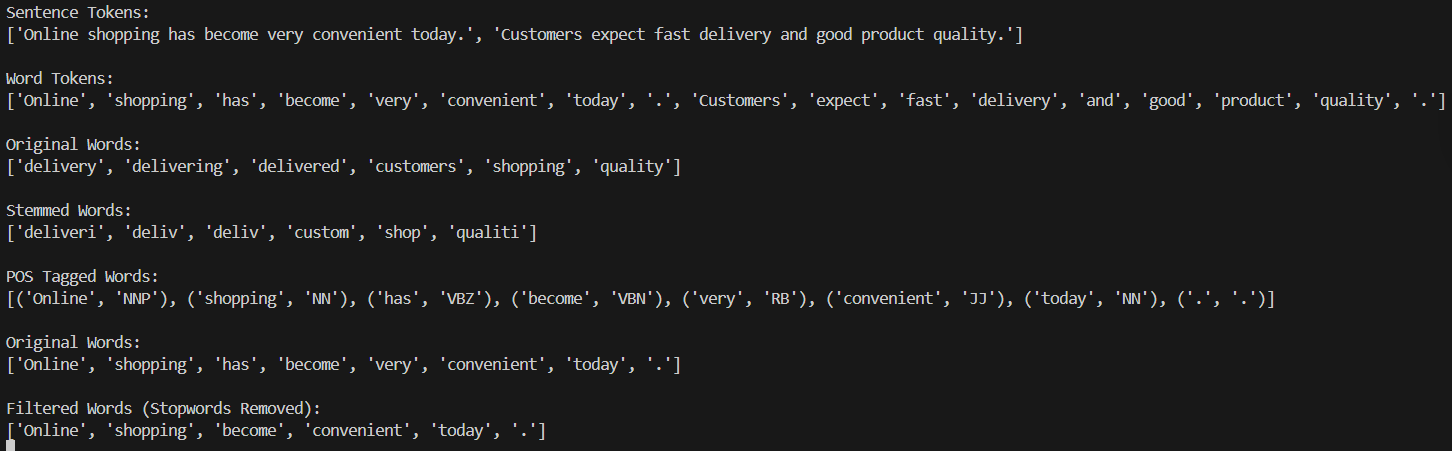 Sentence Tokens:
['Online shopping has become very convenient today.', 'Customers expect fast delivery and good product quality.']
Word Tokens:
['Online', 'shopping', 'has', 'become', 'very', 'convenient', 'today', '.', 'Customers', 'expect', 'fast', 'delivery', 'and', 'good', 'product', 'quality', '.']
Original Words:
['delivery', 'delivering', 'delivered', 'customers', 'shopping', 'quality']
Stemmed Words:
['deliveri', 'deliv', 'deliv', 'custom', 'shop', 'qualiti']
POS Tagged Words:
[('Online', 'NNP'), ('shopping', 'NN'), ('has', 'VBZ'), ('become', 'VBN'), ('very', 'RB'), ('convenient', 'JJ'), ('today', 'NN'), ('.', '.')]
Original Words:
['Online', 'shopping', 'has', 'become', 'very', 'convenient', 'today', '.']
Filtered Words (Stopwords Removed):
['Online', 'shopping', 'become', 'convenient', 'today', '.']